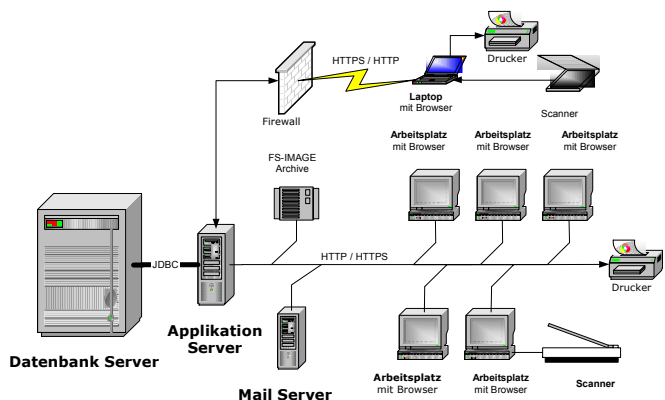 Drucker
HTTPS / HTTP
Laptop
mit Browser
Scanner
Firewall
Arbeitsplatz
mit Browser
Arbeitsplatz
mit Browser
Arbeitsplatz
mit Browser
FS-IMAGE
Archive
JDBC
HTTP / HTTPS
Drucker
Applikation
Server
Datenbank Server
Mail Server
Arbeitsplatz
mit Browser
Arbeitsplatz
mit Browser
Scanner